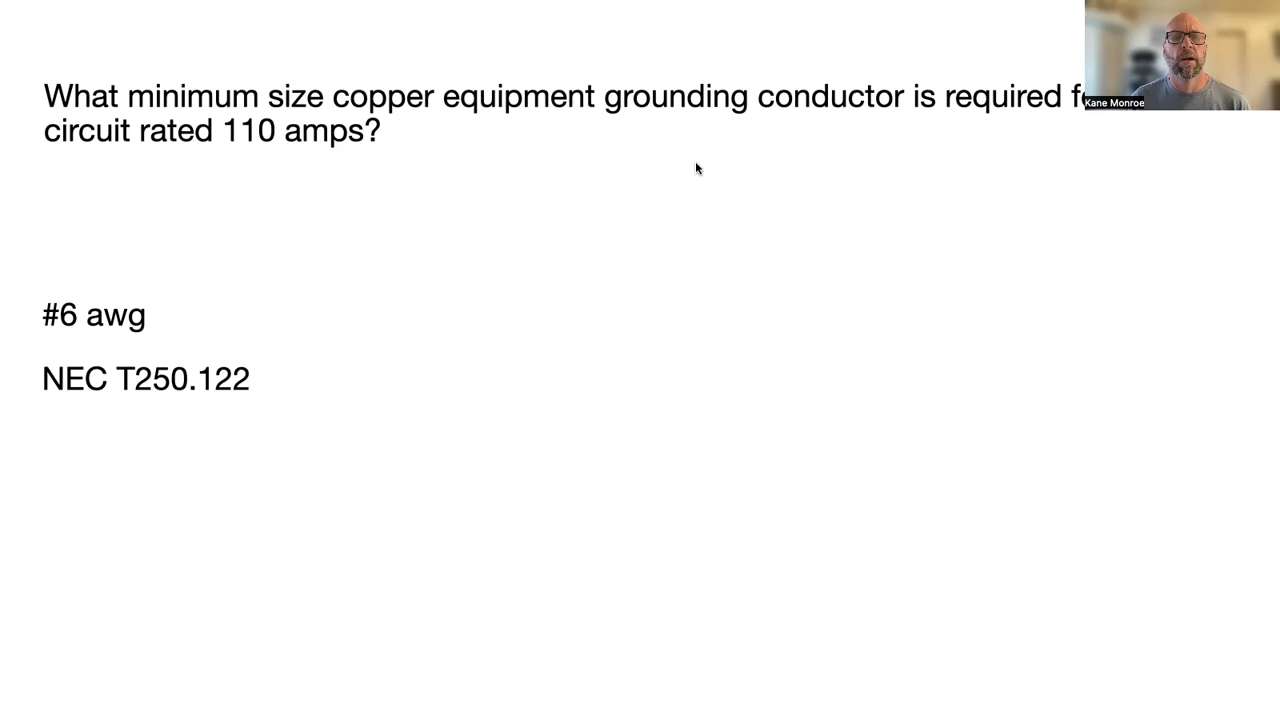 What minimum size copper equipment grounding conductor is required
circuit rated 110 amps?
Kane Monroe
#6 awg
NEC T250.122